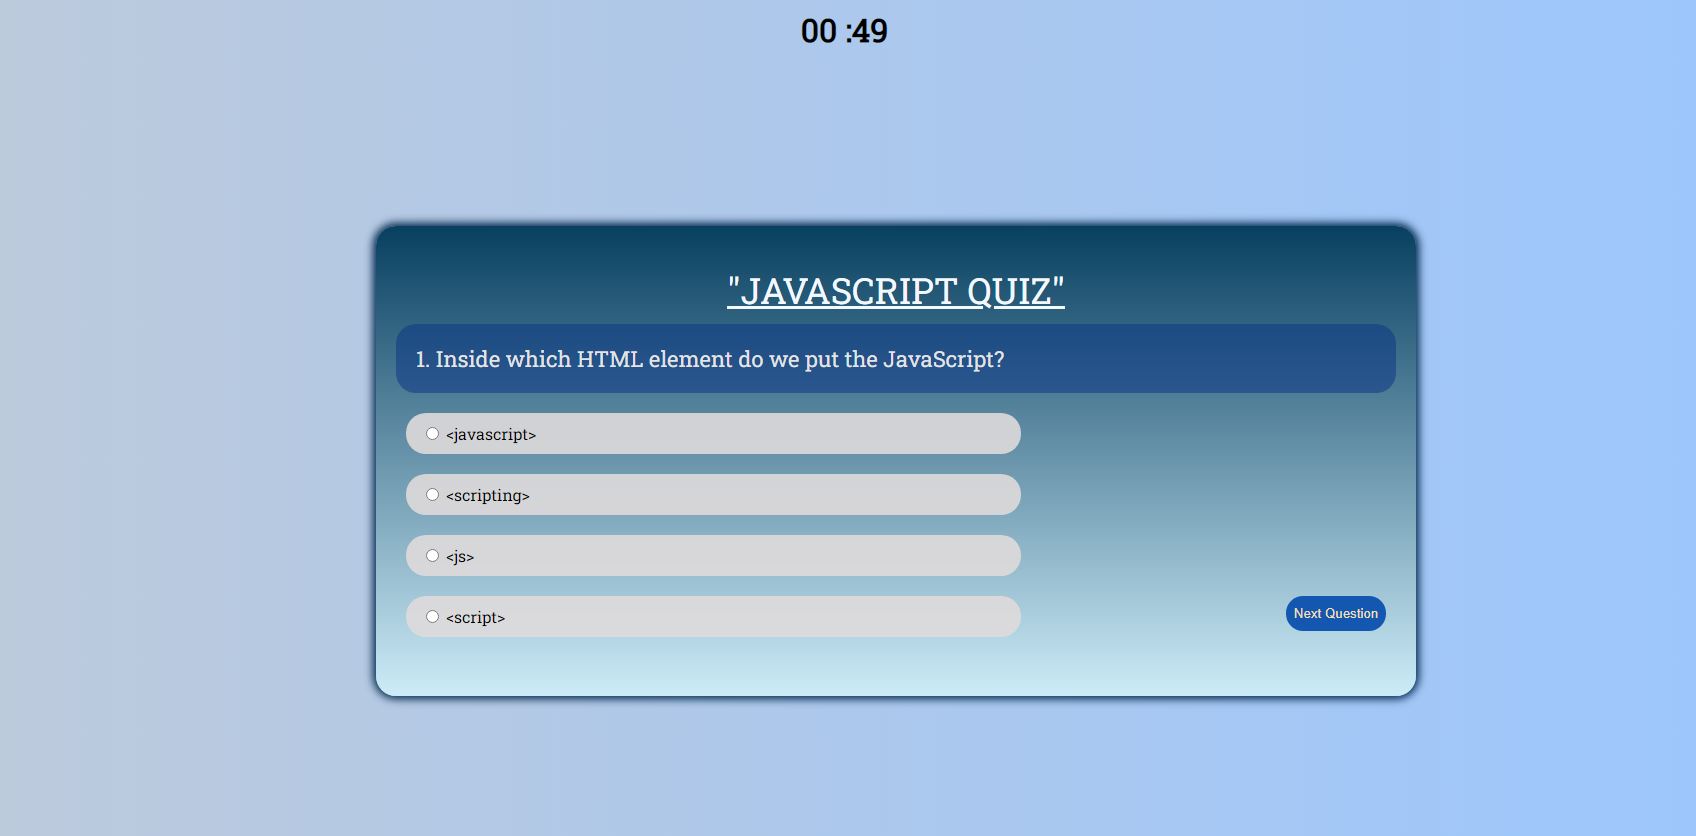 00 :49
"JAVASCRIPT QUIZ"
1. Inside which HTML element do we put the JavaScript?
<javascript>
<scripting>
<js>
<script>
Next Question